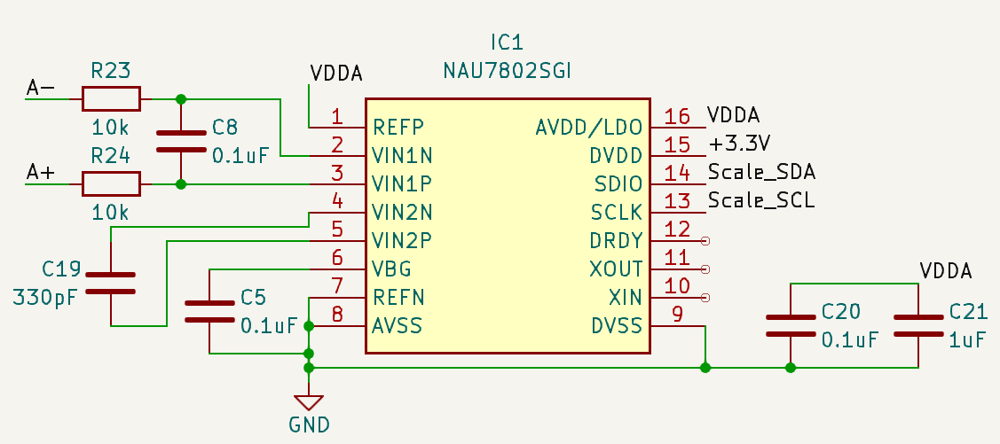 IC1
NAU7802SGI
R23
A-
10k
R24
A+
10k
C8
0.1uF
VDDA
1 REFP
2 VIN1N
3 VIN1P
4 VIN2N
5 VIN2P
6 VBG
7 REFN
8 AVSS
AVDD/LDO 16 VDDA
DVDD 15 +3.3V
SDIO 14 Scale_SDA
SCLK 13 Scale_SCL
DRDY 12
XOUT 11
XIN 10
DVSS 9
C19
330pF
C5
0.1uF
VDDA
C20
0.1uF
C21
1uF
GND